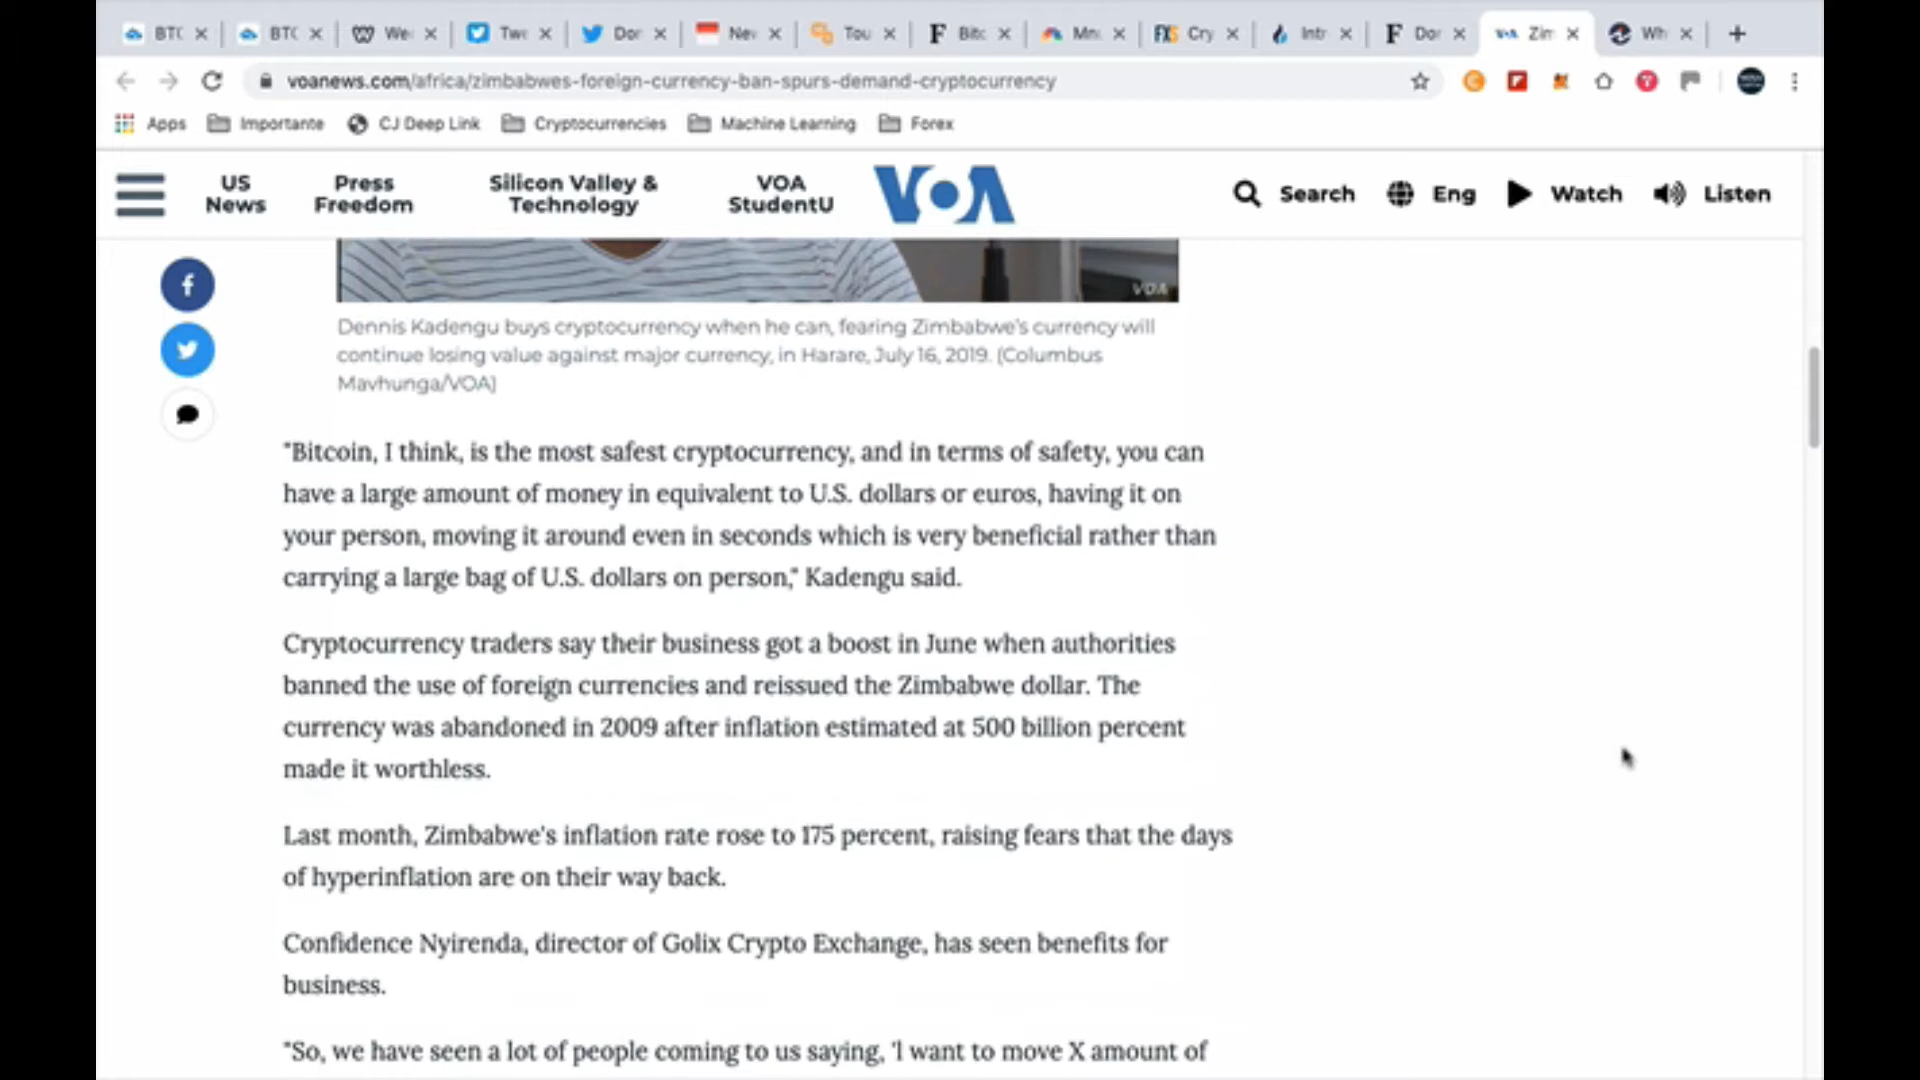 BTC
BTC
We
Twe
Dor
Nev
Tou
Bitc
Cry
Intr
Dor
Zim
Wh
voanews.com/africa/zimbabwes-foreign-currency-ban-spurs-demand-cryptocurrency
Apps Importante CJ Deep Link Cryptocurrencies Machine Learning Forex
US News
Press Freedom
Silicon Valley & Technology
VOA StudentU
VOA
Search Eng Watch Listen
VOA
Dennis Kadengu buys cryptocurrency when he can, fearing Zimbabwe's currency will
continue losing value against major currency, in Harare, July 16, 2019. (Columbus
Mavhunga/VOA)
"Bitcoin, I think, is the most safest cryptocurrency, and in terms of safety, you can
have a large amount of money in equivalent to U.S. dollars or euros, having it on
your person, moving it around even in seconds which is very beneficial rather than
carrying a large bag of U.S. dollars on person," Kadengu said.
Cryptocurrency traders say their business got a boost in June when authorities
banned the use of foreign currencies and reissued the Zimbabwe dollar. The
currency was abandoned in 2009 after inflation estimated at 500 billion percent
made it worthless.
Last month, Zimbabwe's inflation rate rose to 175 percent, raising fears that the days
of hyperinflation are on their way back.
Confidence Nyirenda, director of Golix Crypto Exchange, has seen benefits for
business.
"So, we have seen a lot of people coming to us saying, 'I want to move X amount of